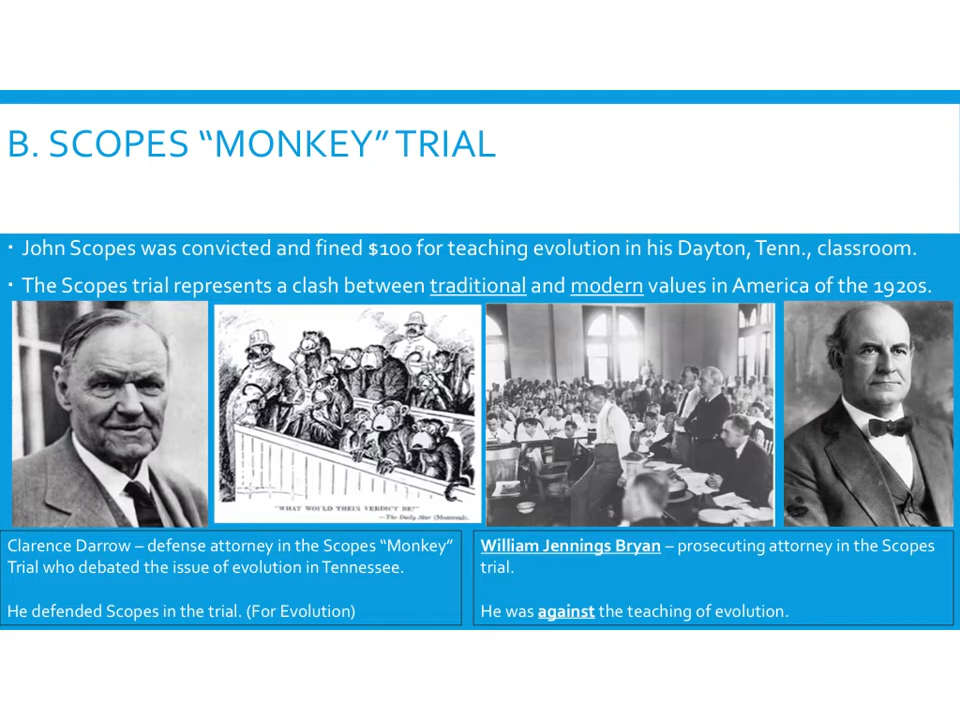 B. SCOPES “MONKEY” TRIAL
▪ John Scopes was convicted and fined $100 for teaching evolution in his Dayton, Tenn., classroom.
▪ The Scopes trial represents a clash between traditional and modern values in America of the 1920s.
"WHAT WOULD THEIR VERDICT BE?"
—The Daily Star (Montreal).
Clarence Darrow – defense attorney in the Scopes “Monkey”
Trial who debated the issue of evolution in Tennessee.
He defended Scopes in the trial. (For Evolution)
William Jennings Bryan – prosecuting attorney in the Scopes
trial.
He was against the teaching of evolution.